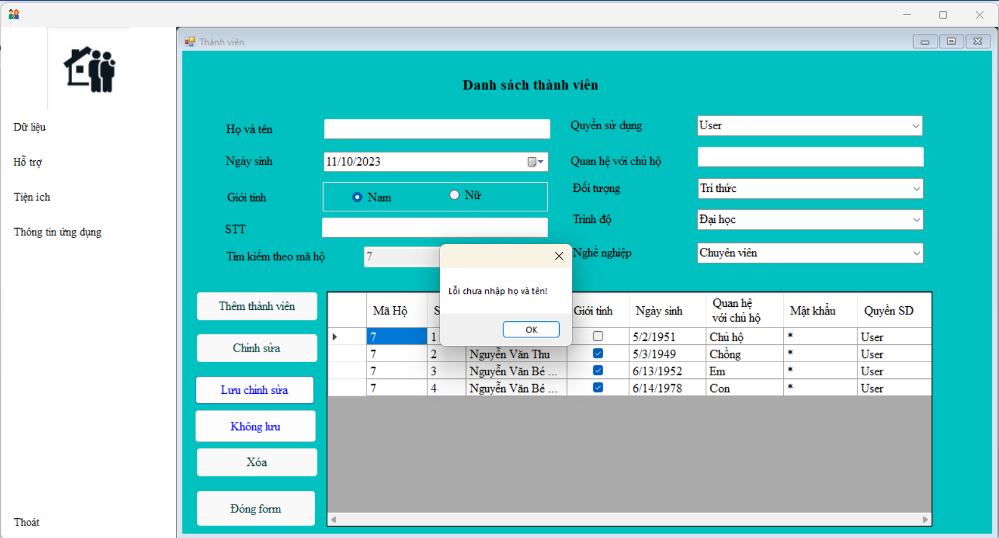 Thành viên
Danh sách thành viên
Dữ liệu
Hỗ trợ
Tiện ích
Thông tin ứng dụng
Thoát
Họ và tên
Ngày sinh
11/10/2023
Giới tính
Nam
Nữ
STT
Tìm kiếm theo mã hộ
7
Quyền sử dụng
User
Quan hệ với chủ hộ
Đối tượng
Trí thức
Trình độ
Đại học
Nghề nghiệp
Chuyên viên
Lỗi chưa nhập họ và tên!
OK
Thêm thành viên
Chỉnh sửa
Lưu chỉnh sửa
Không lưu
Xóa
Đóng form
Mã Hộ S Giới tính Ngày sinh Quan hệ với chủ hộ Mật khẩu Quyền SD
7 1 5/2/1951 Chủ hộ * User
7 2 Nguyễn Văn Thu 5/3/1949 Chồng * User
7 3 Nguyễn Văn Bé ... 6/13/1952 Em * User
7 4 Nguyễn Văn Bé ... 6/14/1978 Con * User